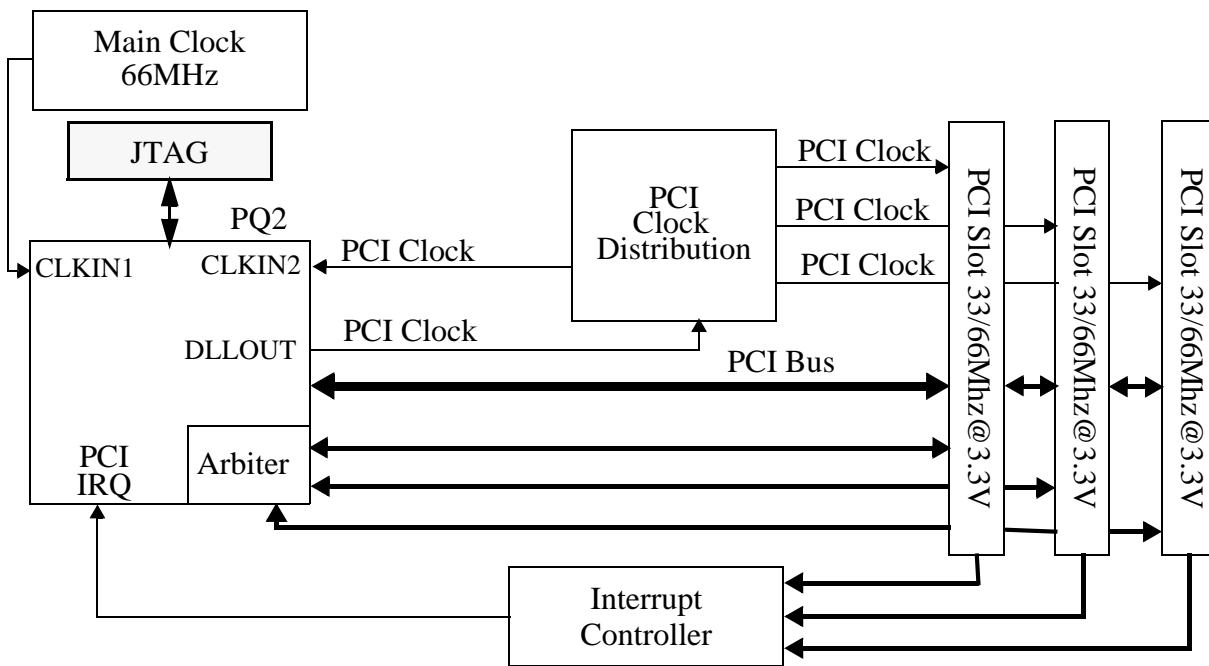 Main Clock
66MHz
JTAG
PQ2
CLKIN1
CLKIN2
DLLOUT
PCI
IRQ
Arbiter
PCI Clock
PCI Clock
PCI Bus
PCI
Clock
Distribution
PCI Clock
PCI Clock
PCI Clock
PCI Slot 33/66Mhz@3.3V
PCI Slot 33/66Mhz@3.3V
PCI Slot 33/66Mhz@3.3V
Interrupt
Controller